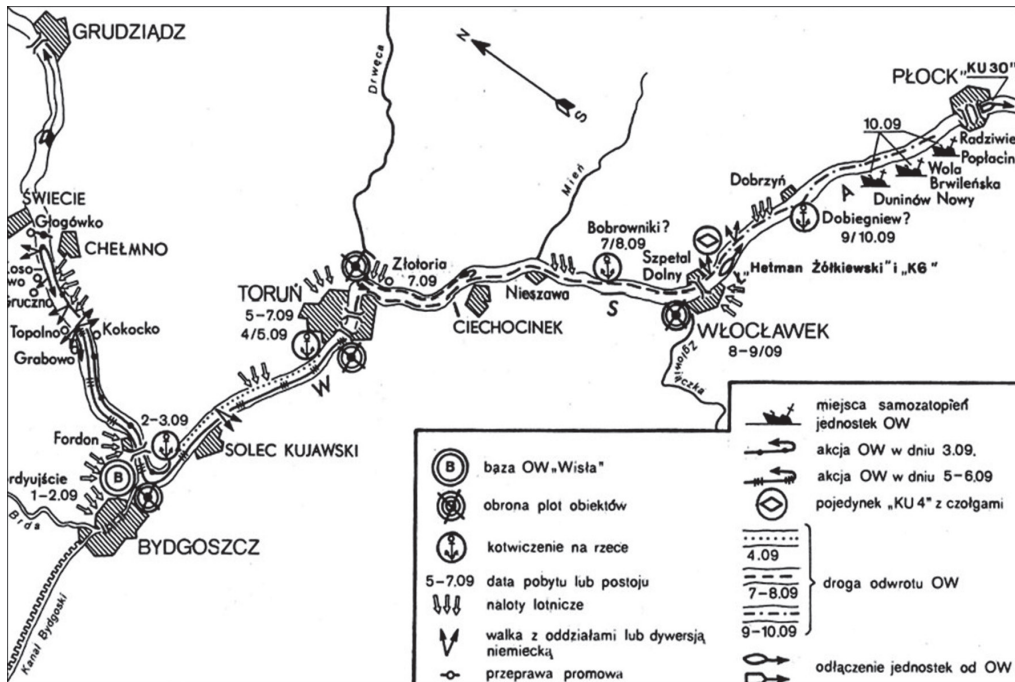 GRUDZIĄDZ
Drwęca
N
S
PŁOCK
"KU 30"
10.09
Radziwie
Popłacin
Wola
Brwileńska
Duninów Nowy
Mień
Dobrzyń
A
Dobiegniew?
9/10.09
ŚWIECIE
Głogówko
CHEŁMNO
Bobrowniki?
7/8.09
Szpetal
Dolny
"Hetman Żółkiewski" i "K6"
Złotoria
7.09
Gruczno
TORUŃ
5-7.09
4/5.09
Nieszawa
S
CIECHOCINEK
WŁOCŁAWEK
8-9/09
Topolno
Kokocko
Grabowo
Zgłowiączka
W
2-3.09
Fordon
SOLEC KUJAWSKI
B
1-2.09
Brda
BYDGOSZCZ
Kanał Bydgoski
B
baza OW „Wisła"
obrona plot obiektów
kotwiczenie na rzece
5-7.09 data pobytu lub postoju
naloty lotnicze
walka z oddziałami lub dywersją
niemiecką
przeprawa promowa
miejsca samozatopień
jednostek OW
akcja OW w dniu 3.09.
akcja OW w dniu 5-6.09
pojedynek „KU 4" z czołgami
4.09
7-8.09
9-10.09
droga odwrotu OW
odłączenie jednostek od OW